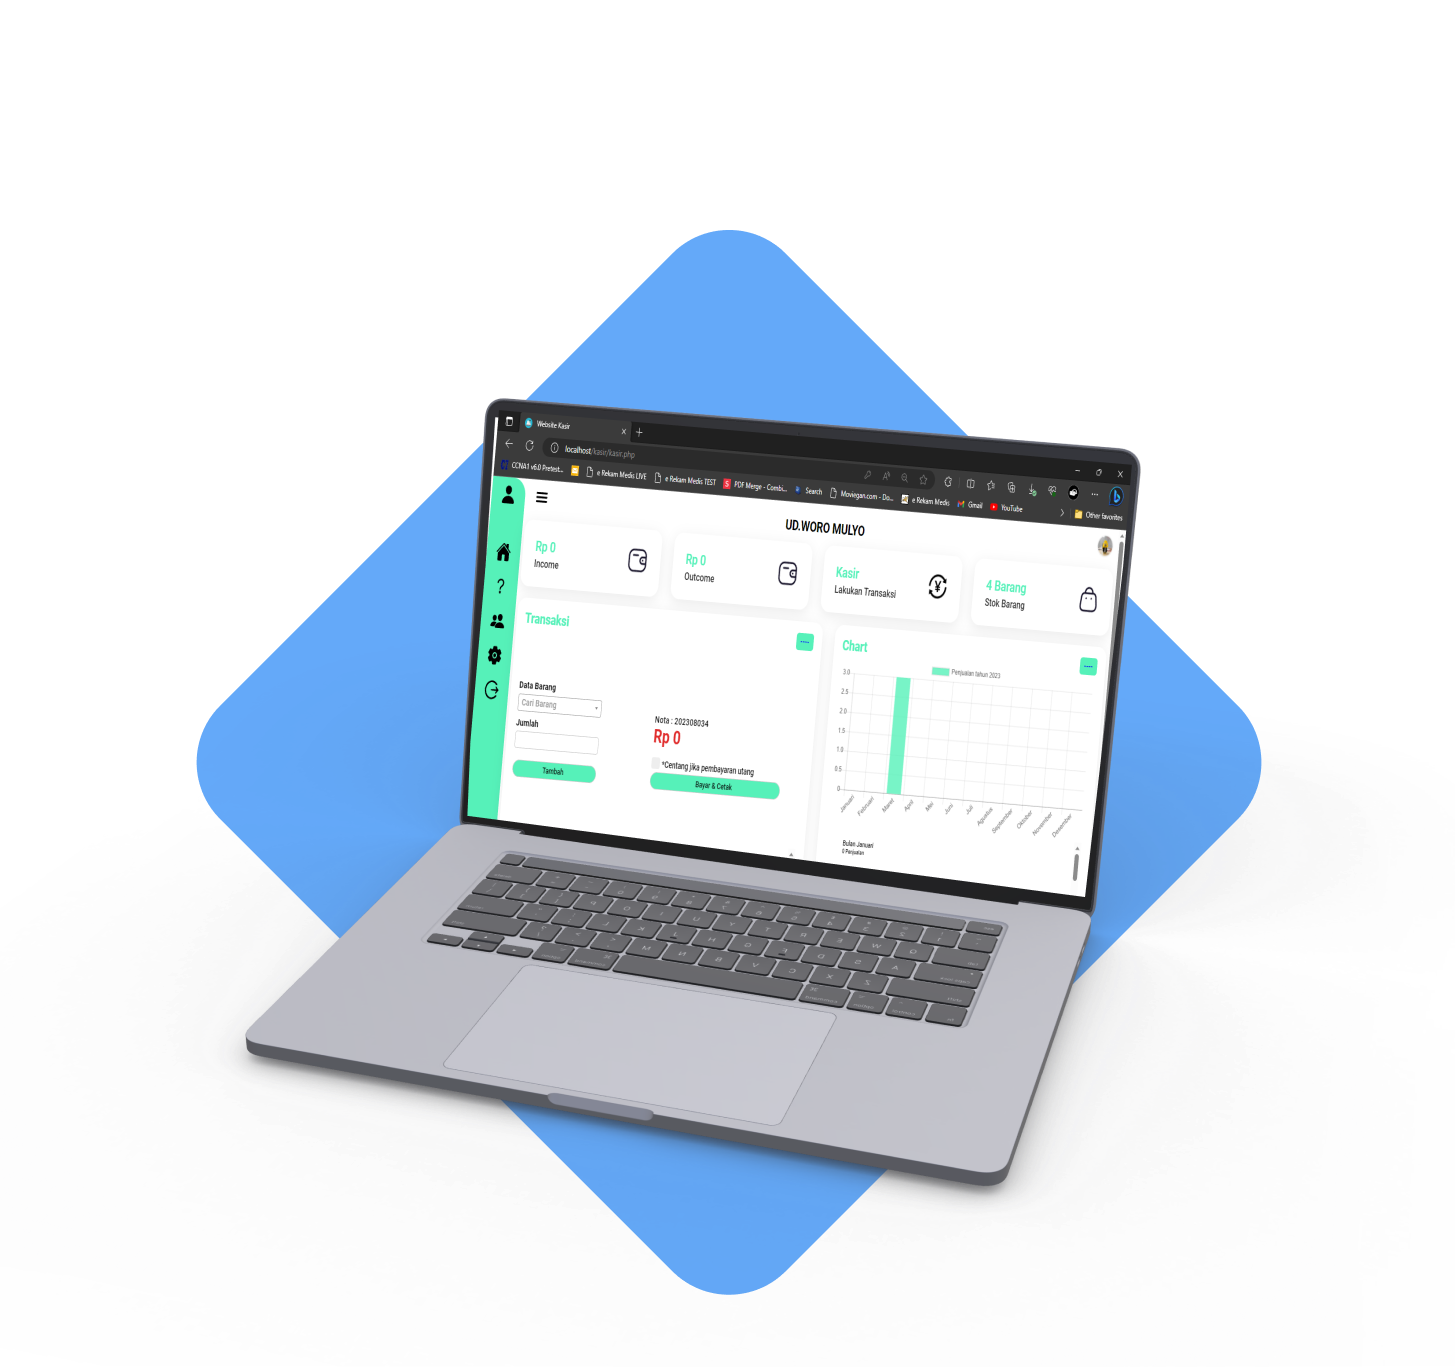 Website Kasir
localhost/kasir/kasir.php
CCNA1 v6.0 Pretest...
e Rekam Medis LIVE
e Rekam Medis TEST
PDF Merge - Combi...
Search
Moviegan.com - Do...
e Rekam Medis
Gmail
YouTube
Other favorites
UD.WORO MULYO
Rp 0
Income
Rp 0
Outcome
Kasir
Lakukan Transaksi
4 Barang
Stok Barang
Transaksi
Data Barang
Cari Barang
Jumlah
Tambah
Nota : 202308034
Rp 0
*Centang jika pembayaran utang
Bayar & Cetak
Chart
Penjualan tahun 2023
3.0
2.5
2.0
1.5
1.0
0.5
0
Januari
Februari
Maret
April
Mei
Juni
Juli
Agustus
September
Oktober
November
Desember
Bulan Januari
0 Penjualan